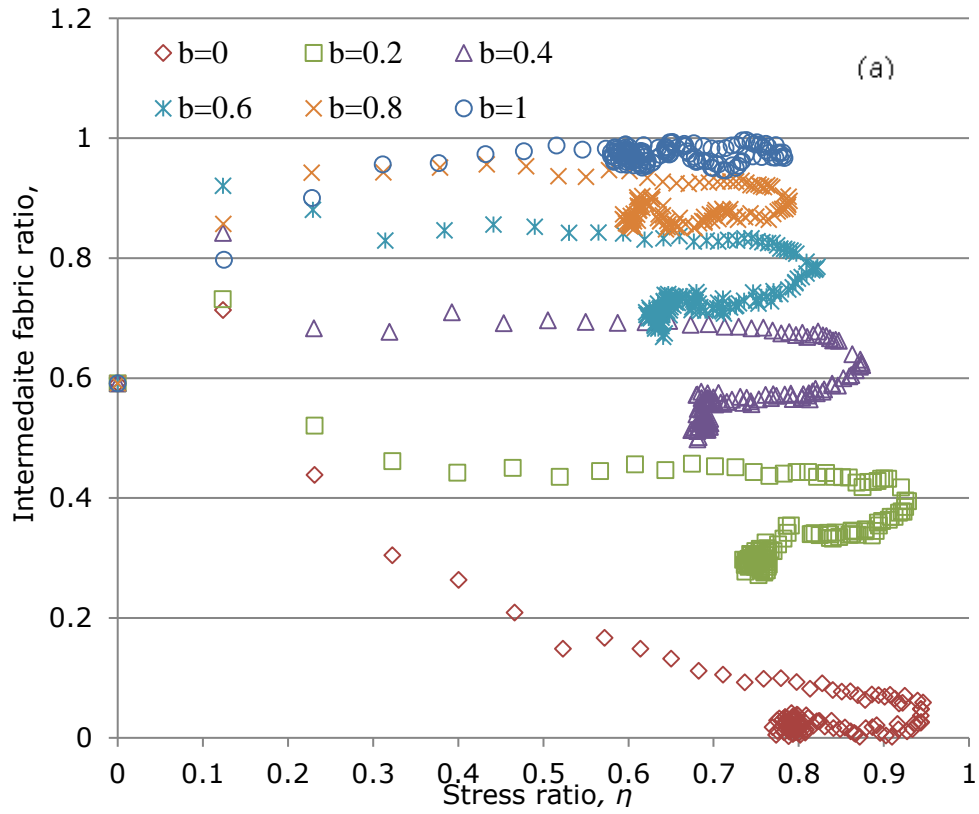 1.2
b=0 b=0.2 b=0.4
(a)
b=0.6 b=0.8 b=1
1
0.8
0.6
0.4
0.2
0
Intermedaite fabric ratio,
0 0.1 0.2 0.3 0.4 0.5 0.6 0.7 0.8 0.9 1
Stress ratio, η